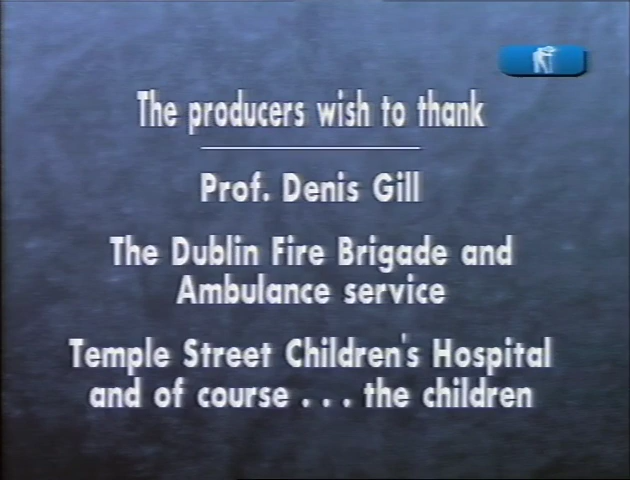 The producers wish to thank
Prof. Denis Gill
The Dublin Fire Brigade and
Ambulance service
Temple Street Children's Hospital
and of course . . . the children